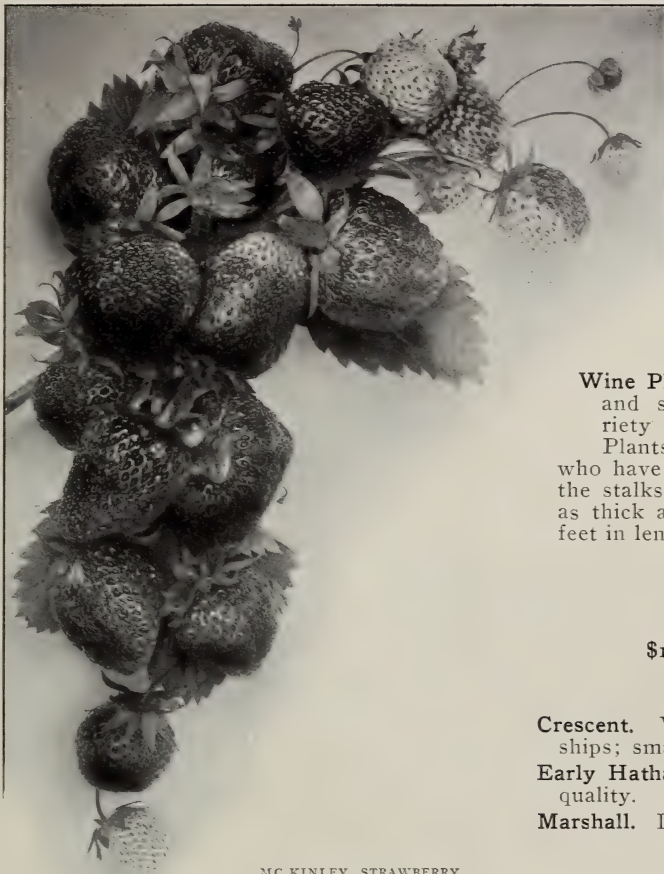 Wine P
and s
riety
Plants
who have
the stalks
as thick a
feet in len
$1
Crescent.
ships; sma
Early Hatha
quality.
Marshall. I
MC KINLEY STRAWBERRY